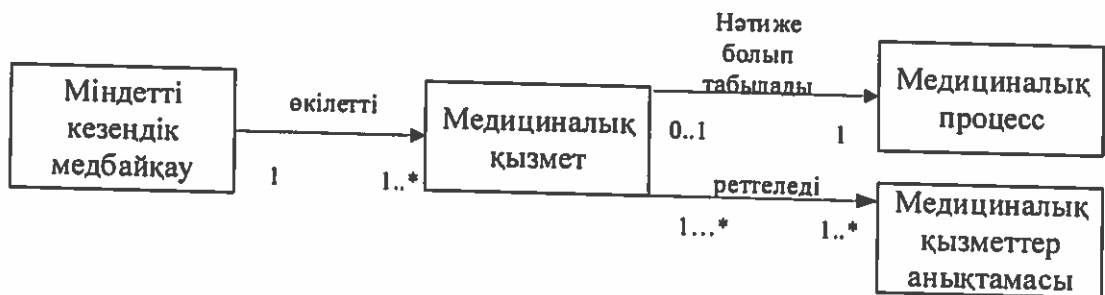 Міндетті
кезеңдік
медбайқау
өкілетті
1
1..*
Медициналық
қызмет
Нәтиже
болып
табылады
0..1
1
Медициналық
процесс
реттеледі
1...*
1..*
Медициналық
қызметтер
анықтамасы